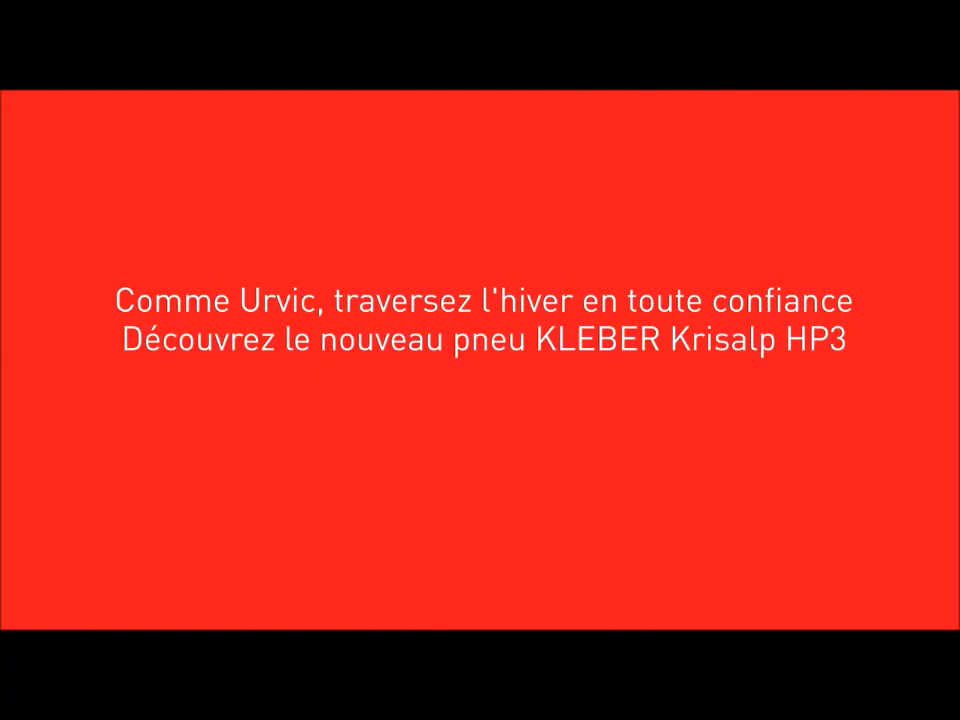 Comme Urvic, traversez l'hiver en toute confiance
Découvrez le nouveau pneu KLEBER Krisalp HP3